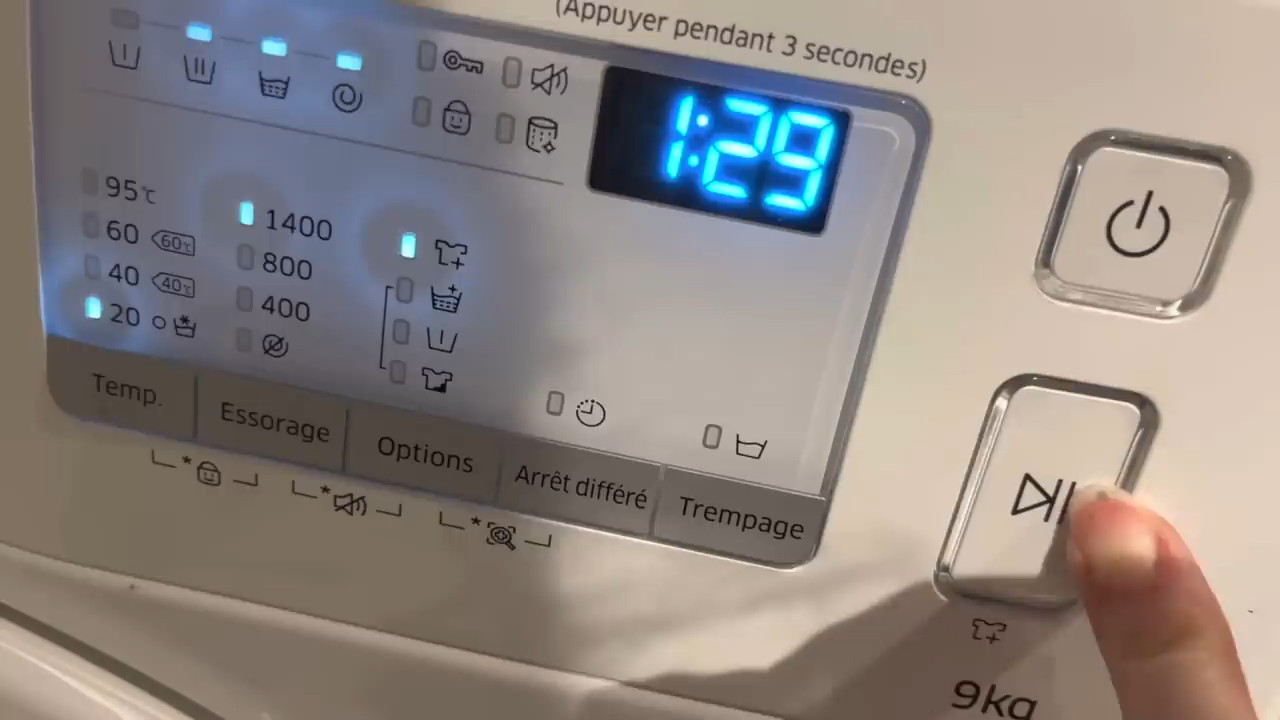 (Appuyer pendant 3 secondes)
1:29
95℃
60 60℃
40 40℃
20
1400
800
400
Temp.
Essorage
Options
Arrêt différé
Trempage
* * *
9kg